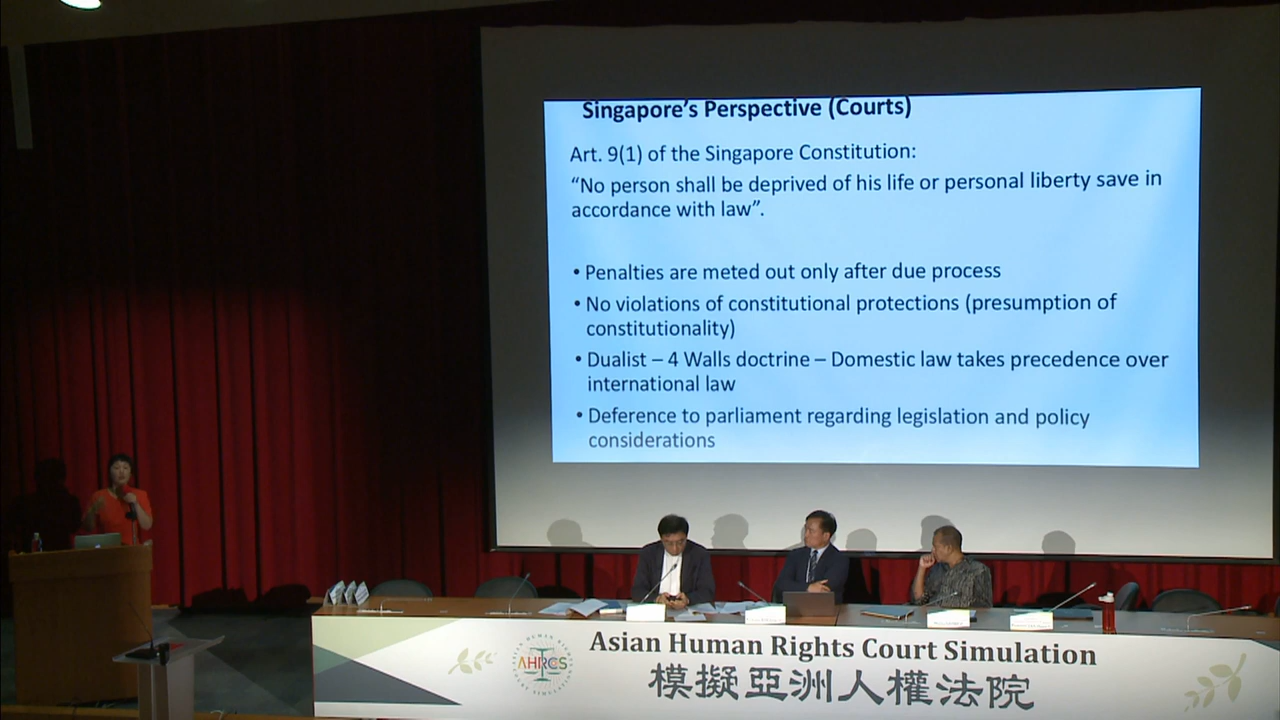 Singapore's Perspective (Courts)
Art. 9(1) of the Singapore Constitution:
“No person shall be deprived of his life or personal liberty save in
accordance with law”.
• Penalties are meted out only after due process
• No violations of constitutional protections (presumption of
constitutionality)
• Dualist – 4 Walls doctrine – Domestic law takes precedence over
international law
• Deference to parliament regarding legislation and policy
considerations
AHRCS
Asian Human Rights Court Simulation
模擬亞洲人權法院